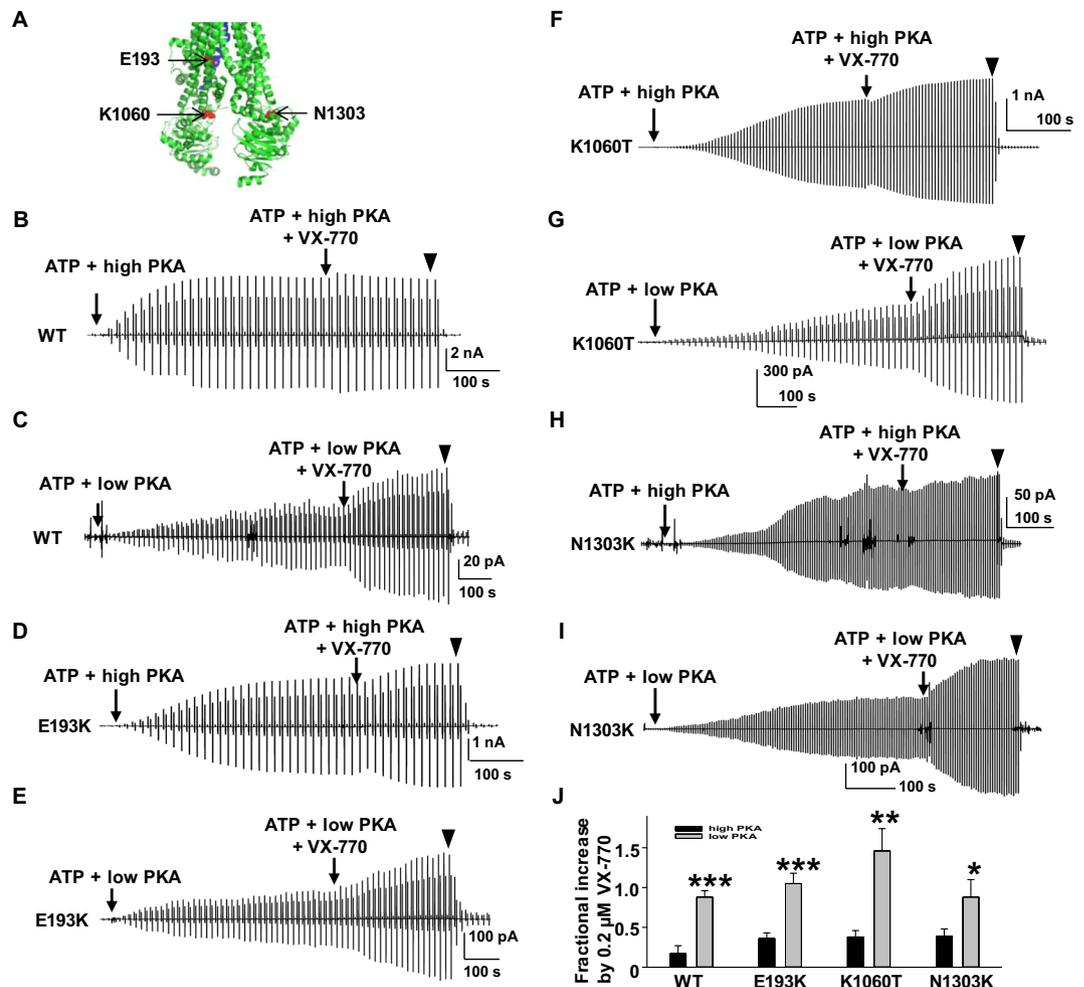 A
E193
K1060
N1303
B
ATP + high PKA
+ VX-770
ATP + high PKA
WT
2 nA
100 s
C
ATP + low PKA
+ VX-770
ATP + low PKA
WT
20 pA
100 s
D
ATP + high PKA
+ VX-770
ATP + high PKA
E193K
1 nA
100 s
E
ATP + low PKA
+ VX-770
ATP + low PKA
E193K
100 pA
100 s
F
ATP + high PKA
+ VX-770
ATP + high PKA
K1060T
1 nA
100 s
G
ATP + low PKA
+ VX-770
ATP + low PKA
K1060T
300 pA
100 s
H
ATP + high PKA
+ VX-770
ATP + high PKA
N1303K
50 pA
100 s
I
ATP + low PKA
+ VX-770
ATP + low PKA
N1303K
100 pA
100 s
J
Fractional increase
by 0.2 µM VX-770
high PKA
low PKA
1.5
1.0
0.5
0
***
***
**
*
WT E193K K1060T N1303K